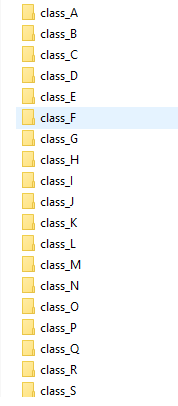 class_A
class_B
class_C
class_D
class_E
class_F
class_G
class_H
class_I
class_J
class_K
class_L
class_M
class_N
class_O
class_P
class_Q
class_R
class_S